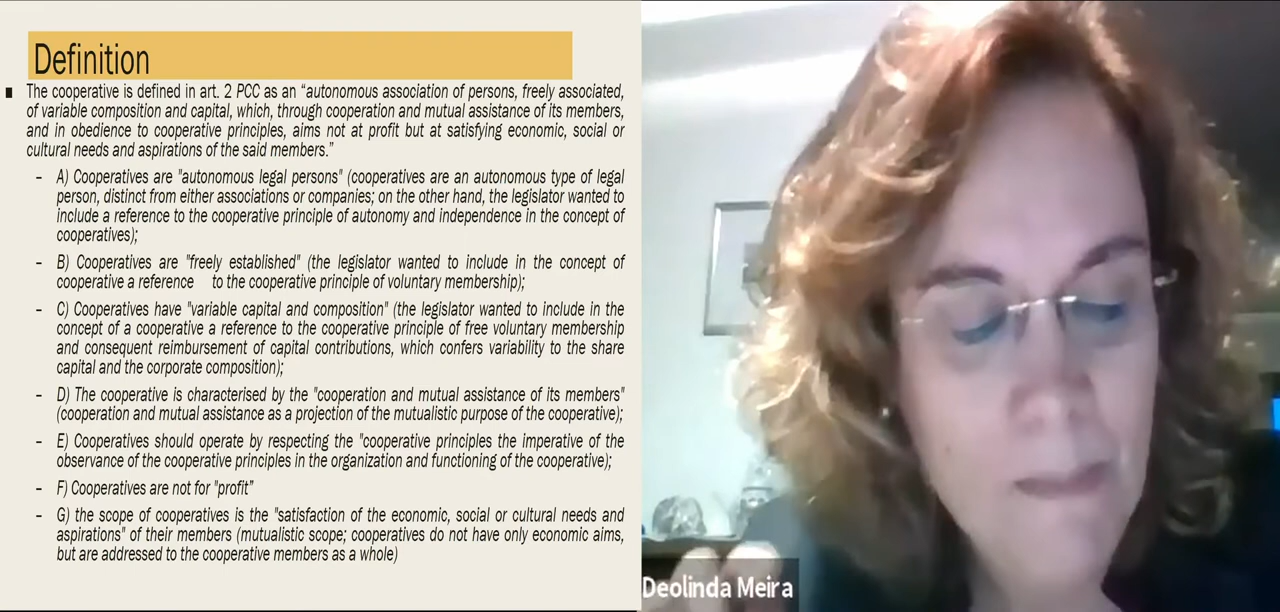 Definition
▪ The cooperative is defined in art. 2 PCC as an “autonomous association of persons, freely associated,
of variable composition and capital, which, through cooperation and mutual assistance of its members,
and in obedience to cooperative principles, aims not at profit but at satisfying economic, social or
cultural needs and aspirations of the said members.”
– A) Cooperatives are "autonomous legal persons" (cooperatives are an autonomous type of legal
person, distinct from either associations or companies; on the other hand, the legislator wanted to
include a reference to the cooperative principle of autonomy and independence in the concept of
cooperatives);
– B) Cooperatives are "freely established" (the legislator wanted to include in the concept of
cooperative a reference to the cooperative principle of voluntary membership);
– C) Cooperatives have "variable capital and composition" (the legislator wanted to include in the
concept of a cooperative a reference to the cooperative principle of free voluntary membership
and consequent reimbursement of capital contributions, which confers variability to the share
capital and the corporate composition);
– D) The cooperative is characterised by the "cooperation and mutual assistance of its members"
(cooperation and mutual assistance as a projection of the mutualistic purpose of the cooperative);
– E) Cooperatives should operate by respecting the "cooperative principles the imperative of the
observance of the cooperative principles in the organization and functioning of the cooperative);
– F) Cooperatives are not for "profit”
– G) the scope of cooperatives is the "satisfaction of the economic, social or cultural needs and
aspirations" of their members (mutualistic scope; cooperatives do not have only economic aims,
but are addressed to the cooperative members as a whole)
Deolinda Meira